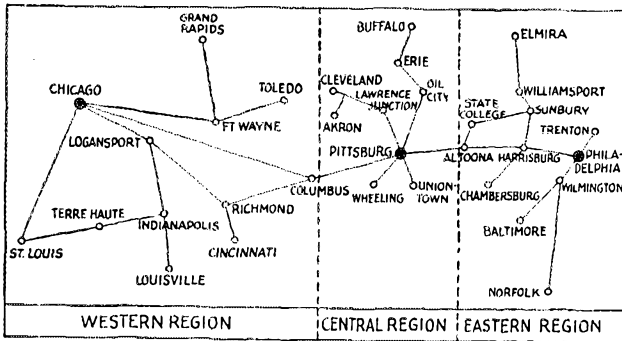 GRAND
RAPIDS
CHICAGO
TOLEDO
FT WAYNE
LOGANSPORT
COLUMBUS
RICHMOND
TERRE HAUTE
INDIANAPOLIS
ST. LOUIS
CINCINNATI
LOUISVILLE
BUFFALO
ERIE
CLEVELAND
LAWRENCE
JUNCTION
OIL
CITY
AKRON
PITTSBURG
WHEELING
UNION-
TOWN
ELMIRA
WILLIAMSPORT
STATE
COLLEGE
SUNBURY
TRENTON
ALTOONA
HARRISBURG
PHILA-
DELPHIA
CHAMBERSBURG
WILMINGTON
BALTIMORE
NORFOLK
WESTERN REGION
CENTRAL REGION
EASTERN REGION